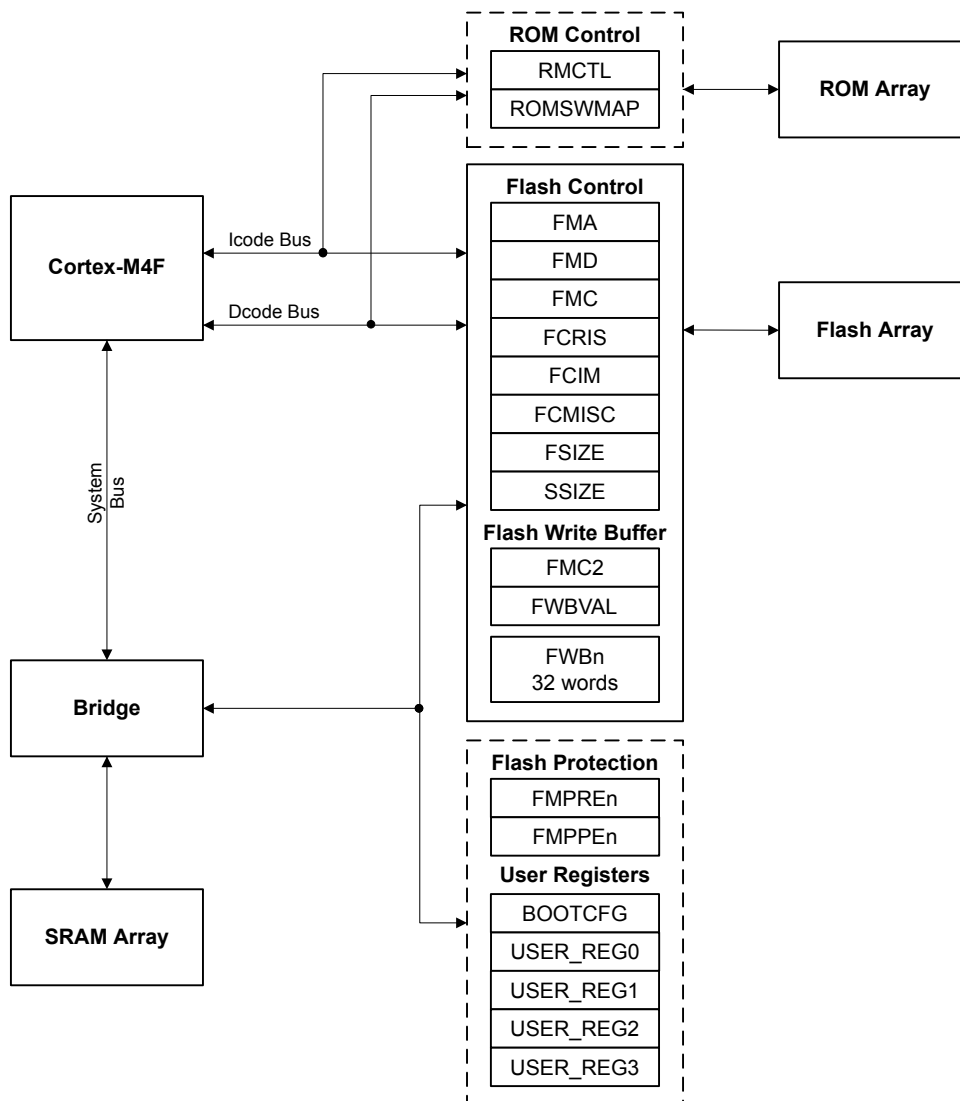 ROM Control
RMCTL
ROMSWMAP
ROM Array
Flash Control
FMA
FMD
FMC
FCRIS
FCIM
FCMISC
FSIZE
SSIZE
Flash Write Buffer
FMC2
FWBVAL
FWBn
32 words
Flash Array
Cortex-M4F
Icode Bus
Dcode Bus
System
Bus
Bridge
SRAM Array
Flash Protection
FMPREn
FMPPEn
User Registers
BOOTCFG
USER_REG0
USER_REG1
USER_REG2
USER_REG3